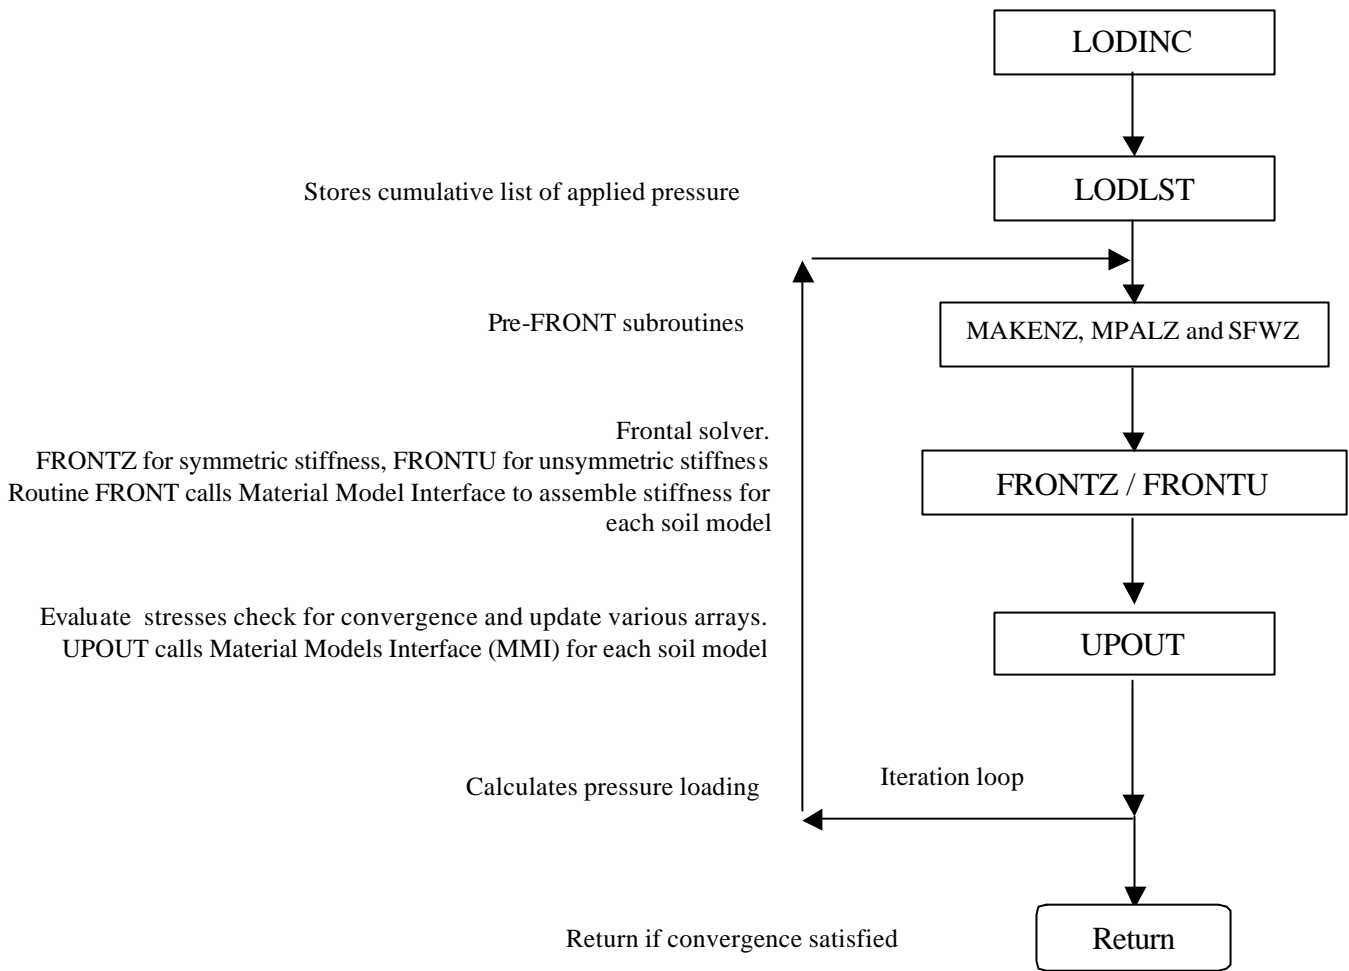 LODINC
Stores cumulative list of applied pressure
LODLST
Pre-FRONT subroutines
MAKENZ, MPALZ and SFWZ
Frontal solver.
FRONTZ for symmetric stiffness, FRONTU for unsymmetric stiffness
Routine FRONT calls Material Model Interface to assemble stiffness for
each soil model
FRONTZ / FRONTU
Evaluate stresses check for convergence and update various arrays.
UPOUT calls Material Models Interface (MMI) for each soil model
UPOUT
Calculates pressure loading
Iteration loop
Return if convergence satisfied
Return